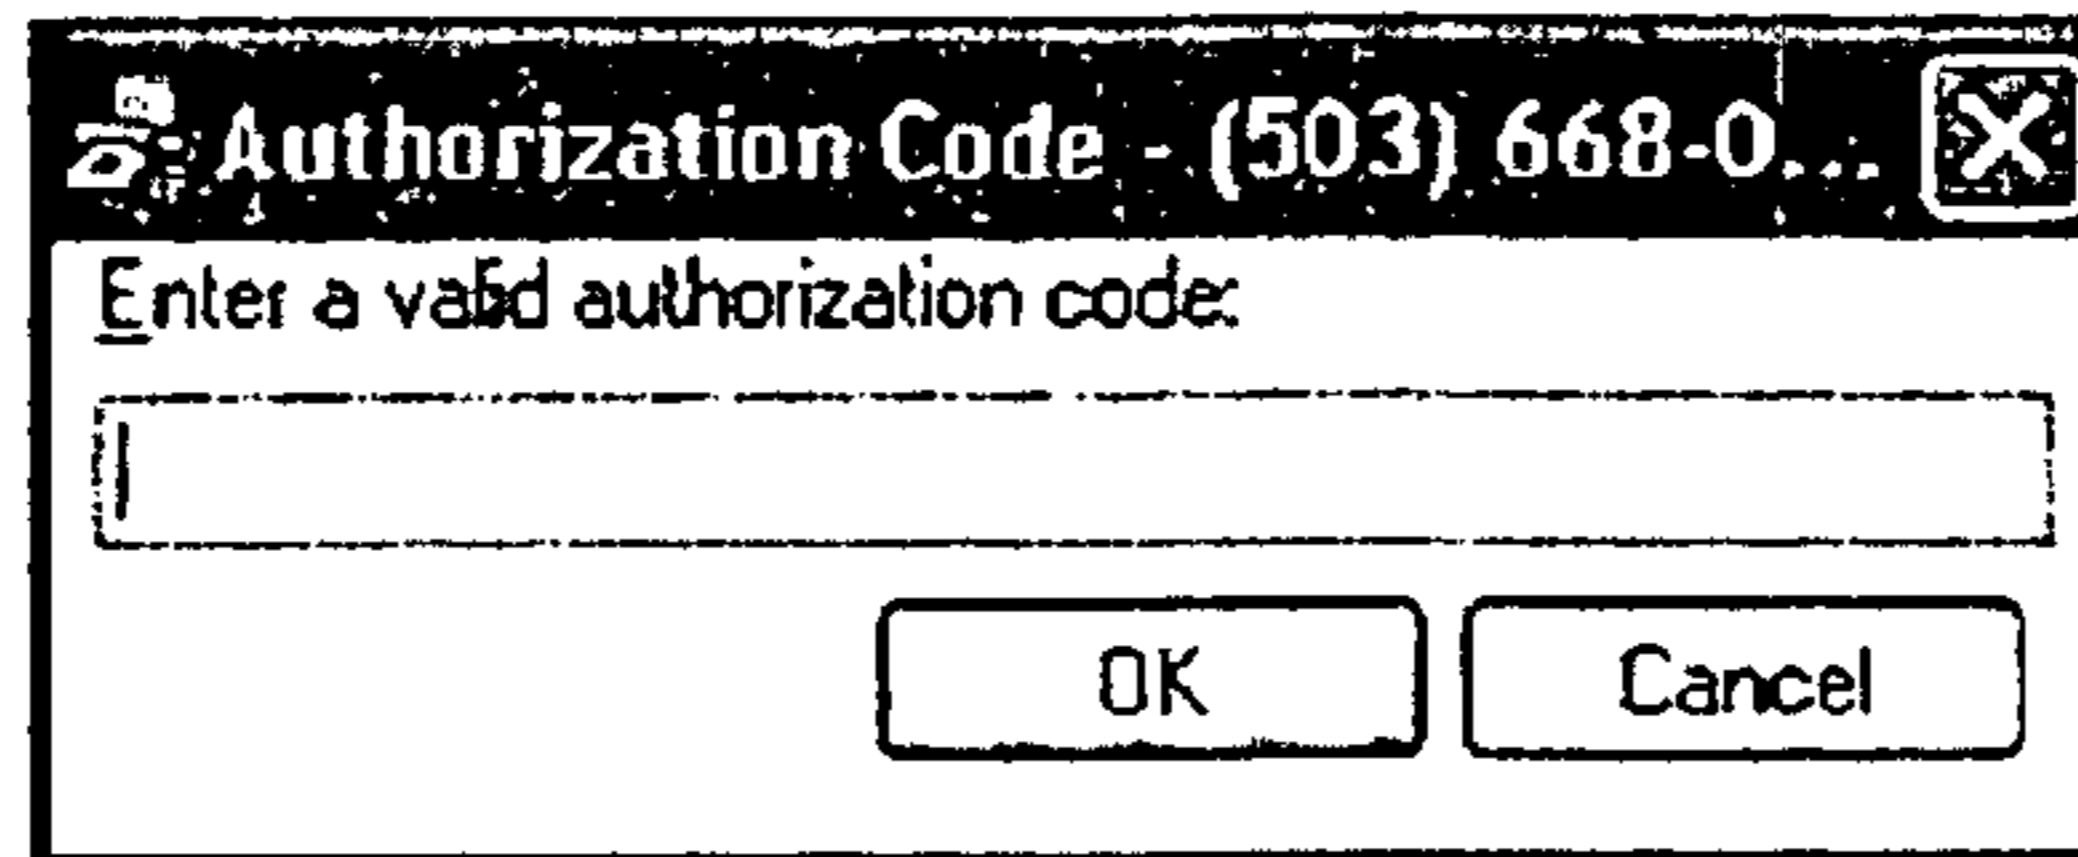 Authorization Code - (503) 668-0...
Enter a valid authorization code:
OK
Cancel